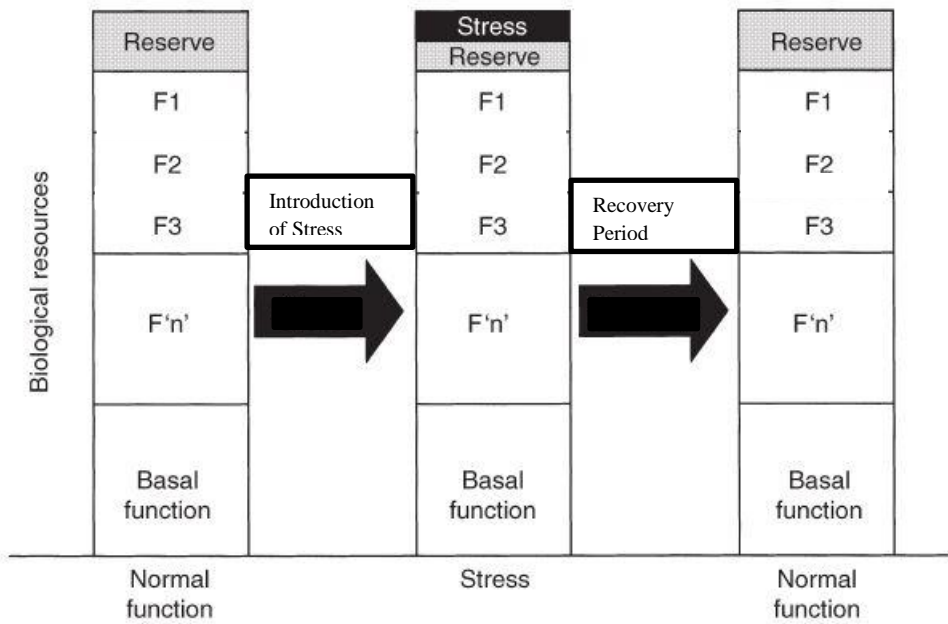 Biological resources
Reserve
F1
F2
F3
F'n'
Basal
function
Normal
function
Introduction
of Stress
Stress
Reserve
F1
F2
F3
F'n'
Basal
function
Stress
Recovery
Period
Reserve
F1
F2
F3
F'n'
Basal
function
Normal
function